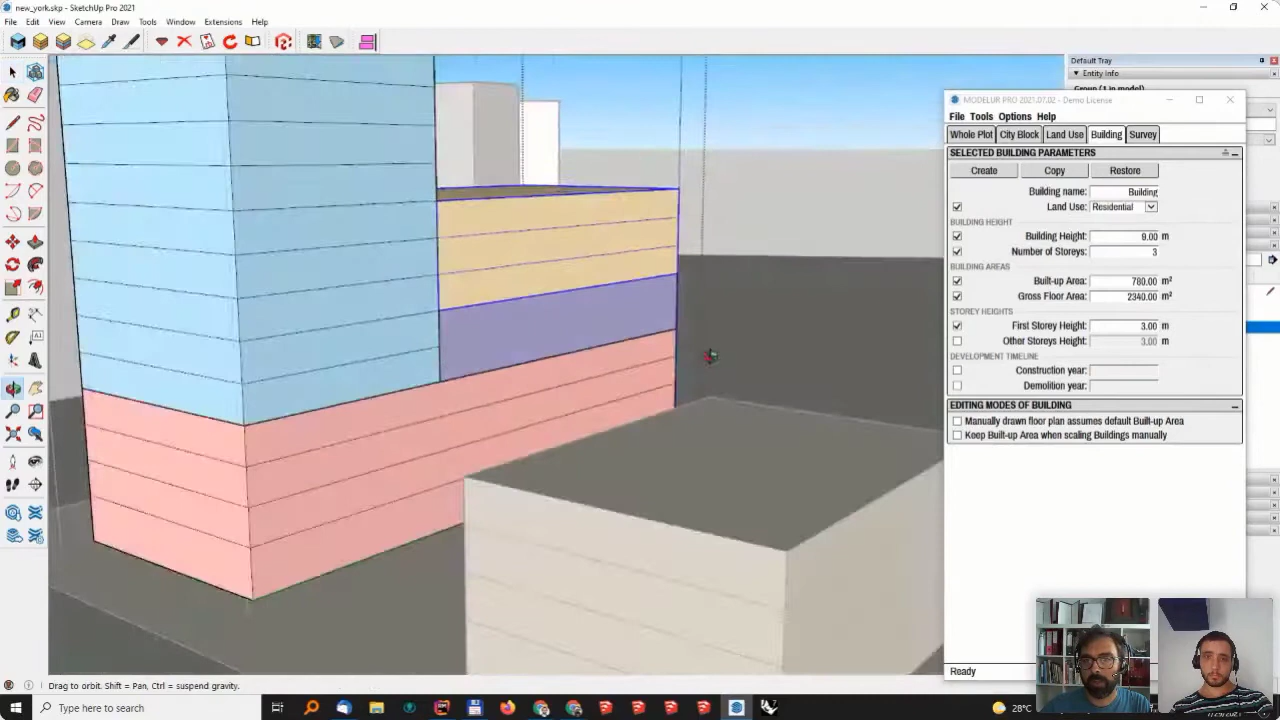 new_york.skp - SketchUp Pro 2021
File Edit View Camera Draw Tools Window Extensions Help
Default Tray
Entity Info
MODELUR PRO 2021.07.02 - Demo License
File Tools Options Help
Whole Plot City Block Land Use Building Survey
SELECTED BUILDING PARAMETERS
Create Copy Restore
Building name: Building
Land Use: Residential
BUILDING HEIGHT
Building Height: 9.00 m
Number of Storeys: 3
BUILDING AREAS
Built-up Area: 780.00 m²
Gross Floor Area: 2340.00 m²
STOREY HEIGHTS
First Storey Height: 3.00 m
Other Storeys Height: 3.00 m
DEVELOPMENT TIMELINE
Construction year:
Demolition year:
EDITING MODES OF BUILDING
Manually drawn floor plan assumes default Built-up Area
Keep Built-up Area when scaling Buildings manually
Ready
Drag to orbit. Shift = Pan, Ctrl = suspend gravity.
Type here to search
28°C